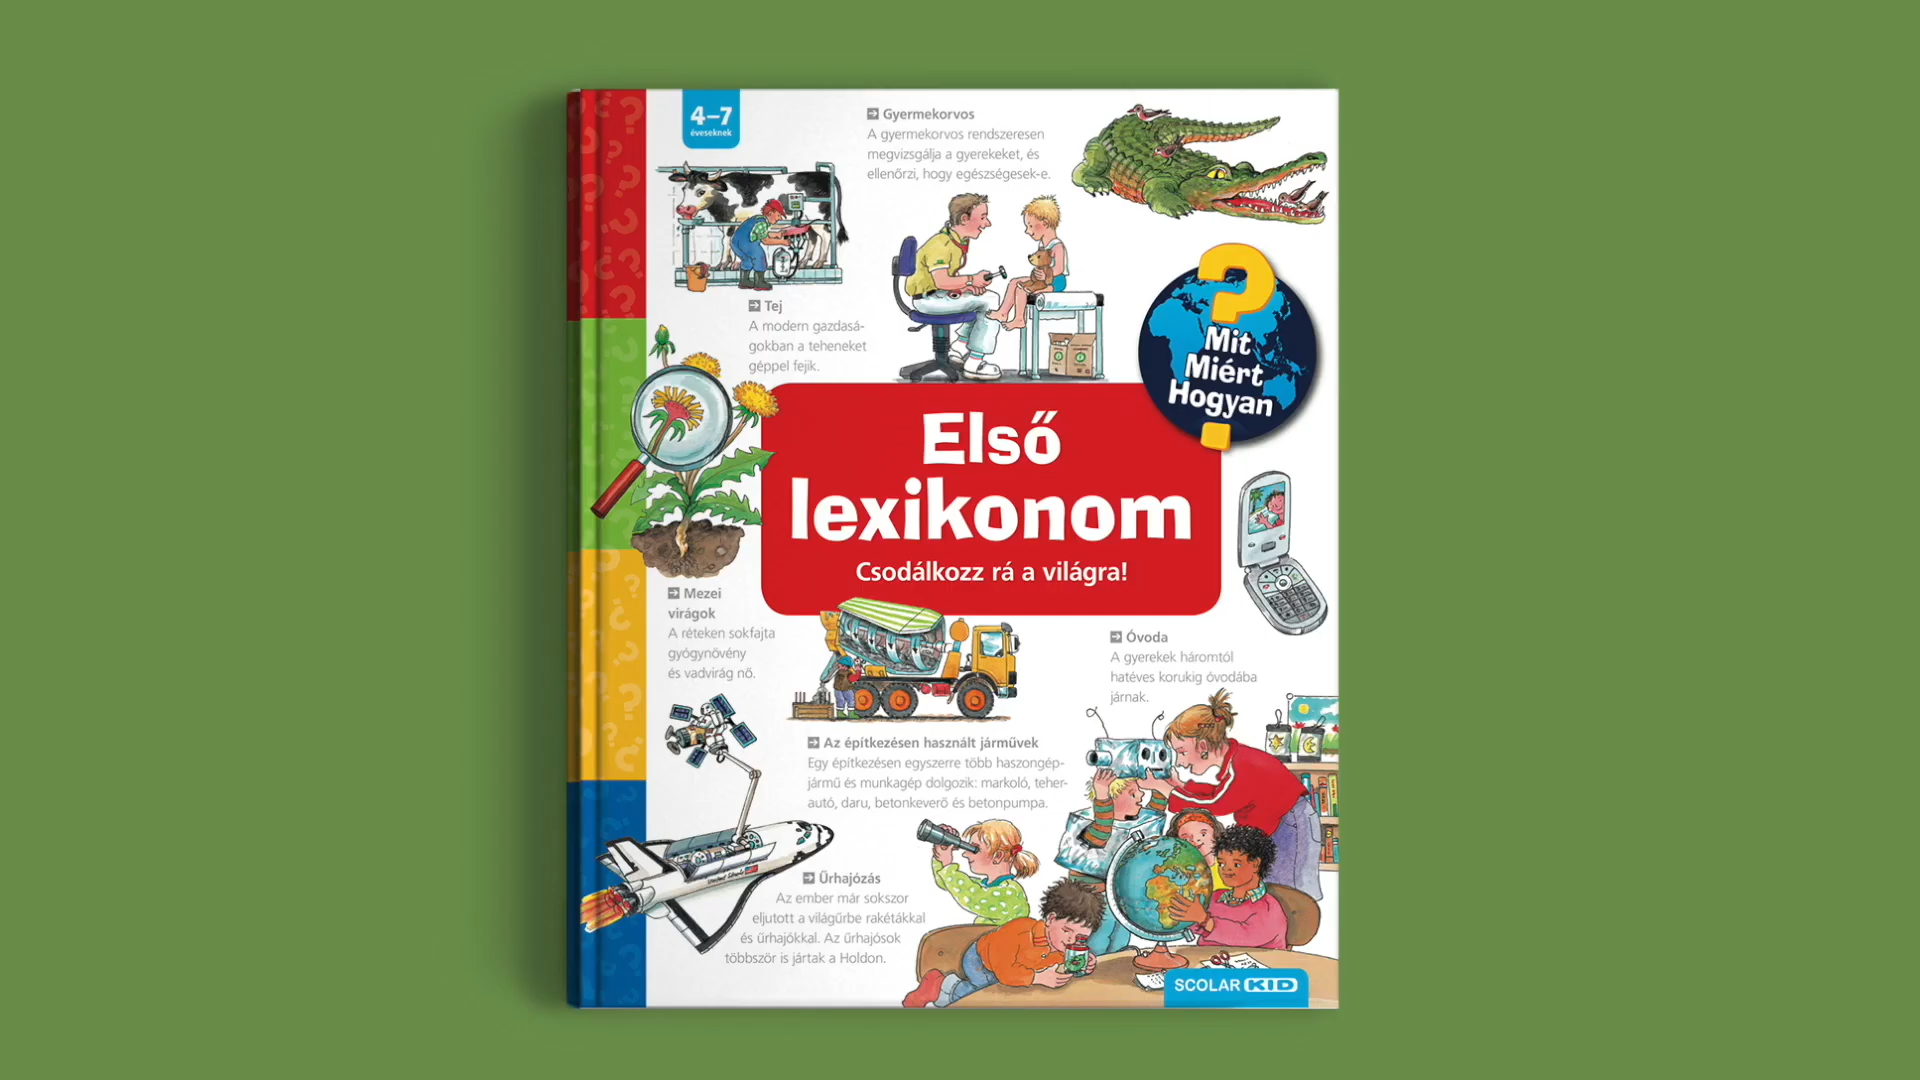 4–7
éveseknek
Gyermekorvos
A gyermekorvos rendszeresen
megvizsgálja a gyerekeket, és
ellenőrzi, hogy egészségesek-e.
Tej
A modern gazdasá-
gokban a teheneket
géppel fejik.
?
Mit
Miért
Hogyan
Első
lexikonom
Csodálkozz rá a világra!
Mezei
virágok
A réteken sokfajta
gyógynövény
és vadvirág nő.
Óvoda
A gyerekek háromtól
hatéves korukig óvodába
járnak.
Az építkezésen használt járművek
Egy építkezésen egyszerre több haszongép-
jármű és munkagép dolgozik: markoló, teher-
autó, daru, betonkeverő és betonpumpa.
Űrhajózás
Az ember már sokszor
eljutott a világűrbe rakétákkal
és űrhajókkal. Az űrhajósok
többször is jártak a Holdon.
United States
SCOLAR KID